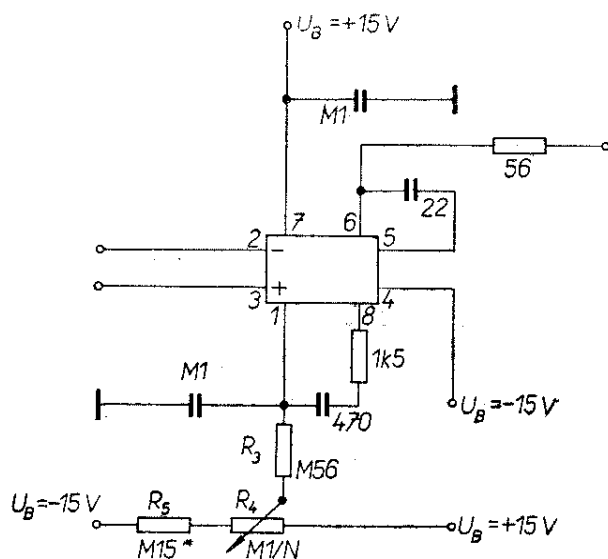 U_B = +15 V
M1
56
22
7
6
2
−
5
3
+
4
1
8
1k5
M1
470
U_B = −15 V
R_3
M56
U_B = −15 V
R_5
R_4
U_B = +15 V
M15*
M1/N